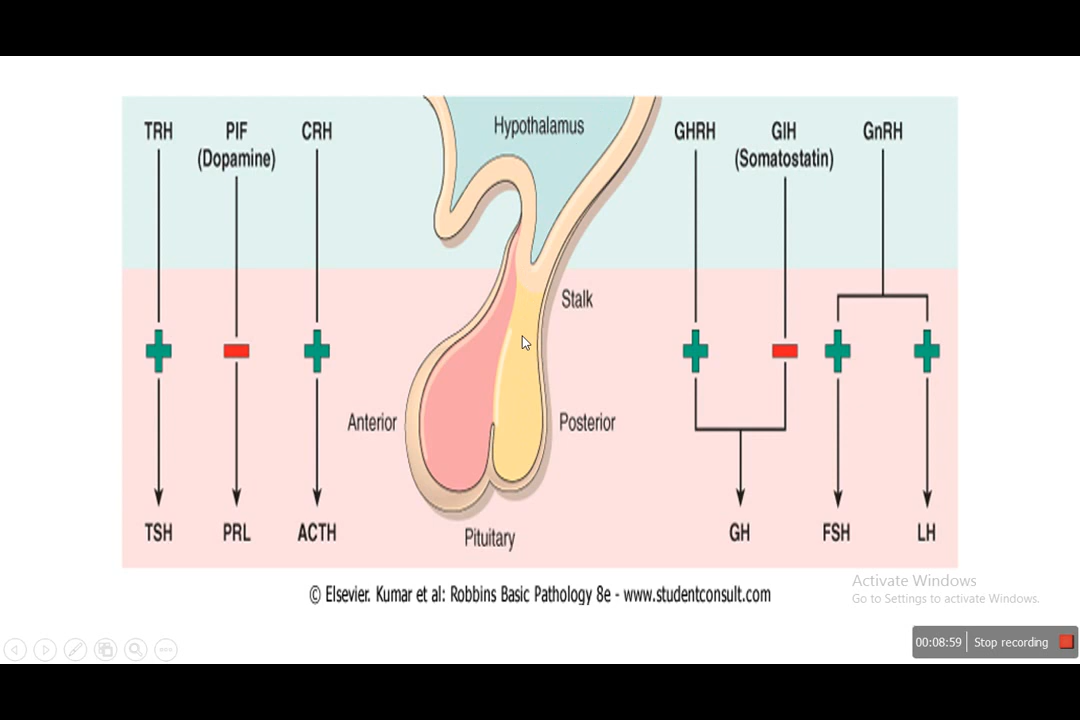 TRH
PIF
(Dopamine)
CRH
Hypothalamus
GHRH
GIH
(Somatostatin)
GnRH
Stalk
Anterior
Posterior
TSH
PRL
ACTH
Pituitary
GH
FSH
LH
© Elsevier. Kumar et al: Robbins Basic Pathology 8e - www.studentconsult.com
Activate Windows
Go to Settings to activate Windows.
00:08:59
Stop recording